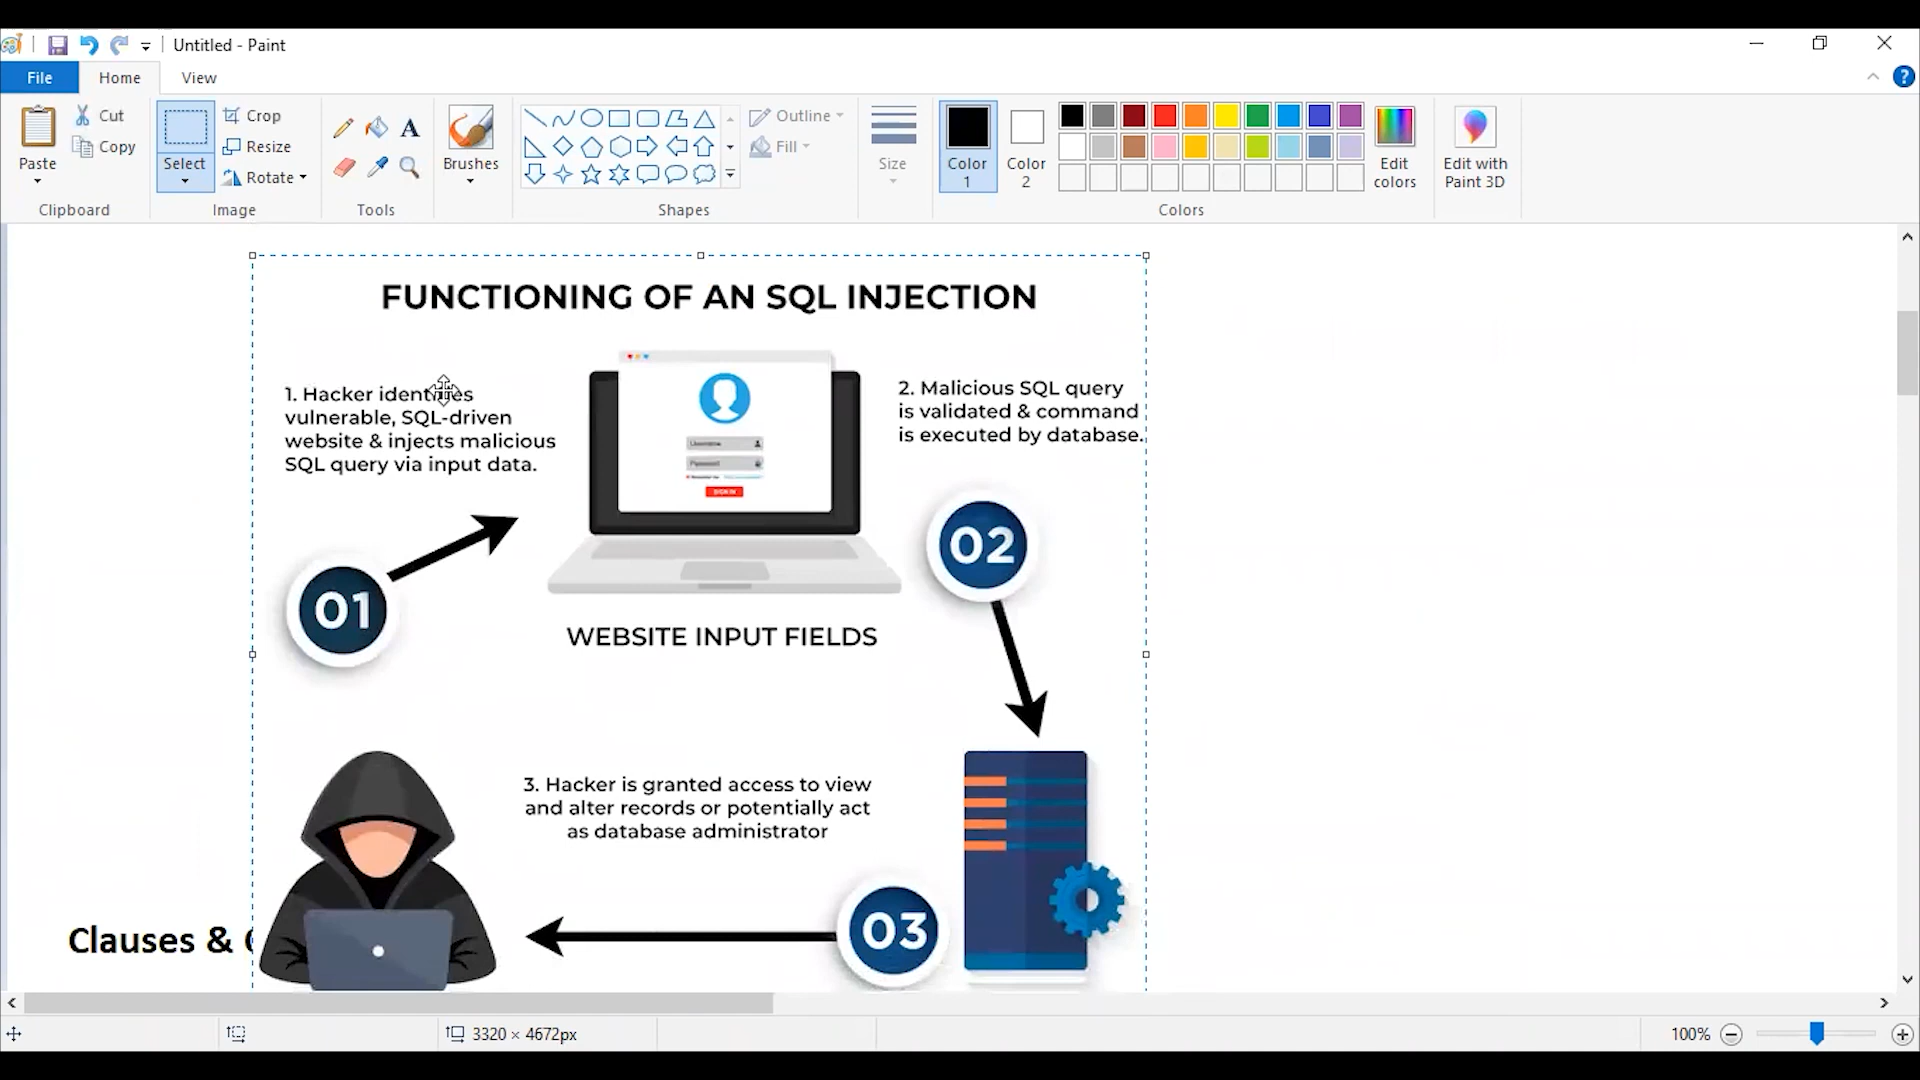 Untitled - Paint
File Home View
Paste
Cut
Copy
Clipboard
Select
Crop
Resize
Rotate
Image
A
Tools
Brushes
Outline
Fill
Shapes
Size
Color
1
Color
2
Edit
colors
Colors
Edit with
Paint 3D
FUNCTIONING OF AN SQL INJECTION
1. Hacker identifies
vulnerable, SQL-driven
website & injects malicious
SQL query via input data.
Username
Password
SIGN IN
2. Malicious SQL query
is validated & command
is executed by database.
01
02
WEBSITE INPUT FIELDS
3. Hacker is granted access to view
and alter records or potentially act
as database administrator
03
Clauses &
3320 × 4672px
100%